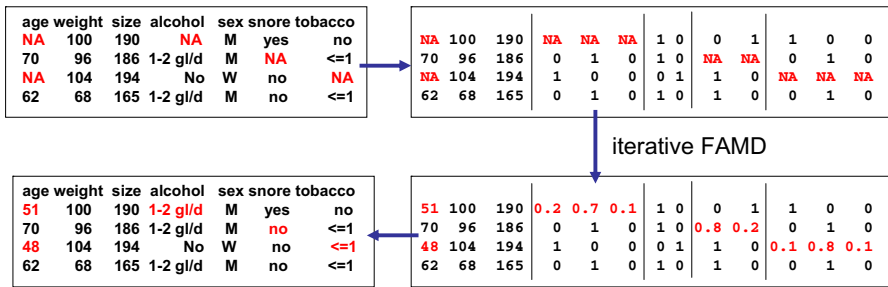 age weight size alcohol sex snore tobacco
NA 100 190 NA M yes no
70 96 186 1-2 gl/d M NA <=1
NA 104 194 No W no NA
62 68 165 1-2 gl/d M no <=1
NA 100 190 NA NA NA 1 0 0 1 1 0 0
70 96 186 0 1 0 1 0 NA NA 0 1 0
NA 104 194 1 0 0 0 1 1 0 NA NA NA
62 68 165 0 1 0 1 0 1 0 0 1 0
iterative FAMD
age weight size alcohol sex snore tobacco
51 100 190 1-2 gl/d M yes no
70 96 186 1-2 gl/d M no <=1
48 104 194 No W no <=1
62 68 165 1-2 gl/d M no <=1
51 100 190 0.2 0.7 0.1 1 0 0 1 1 0 0
70 96 186 0 1 0 1 0 0.8 0.2 0 1 0
48 104 194 1 0 0 0 1 1 0 0.1 0.8 0.1
62 68 165 0 1 0 1 0 1 0 0 1 0